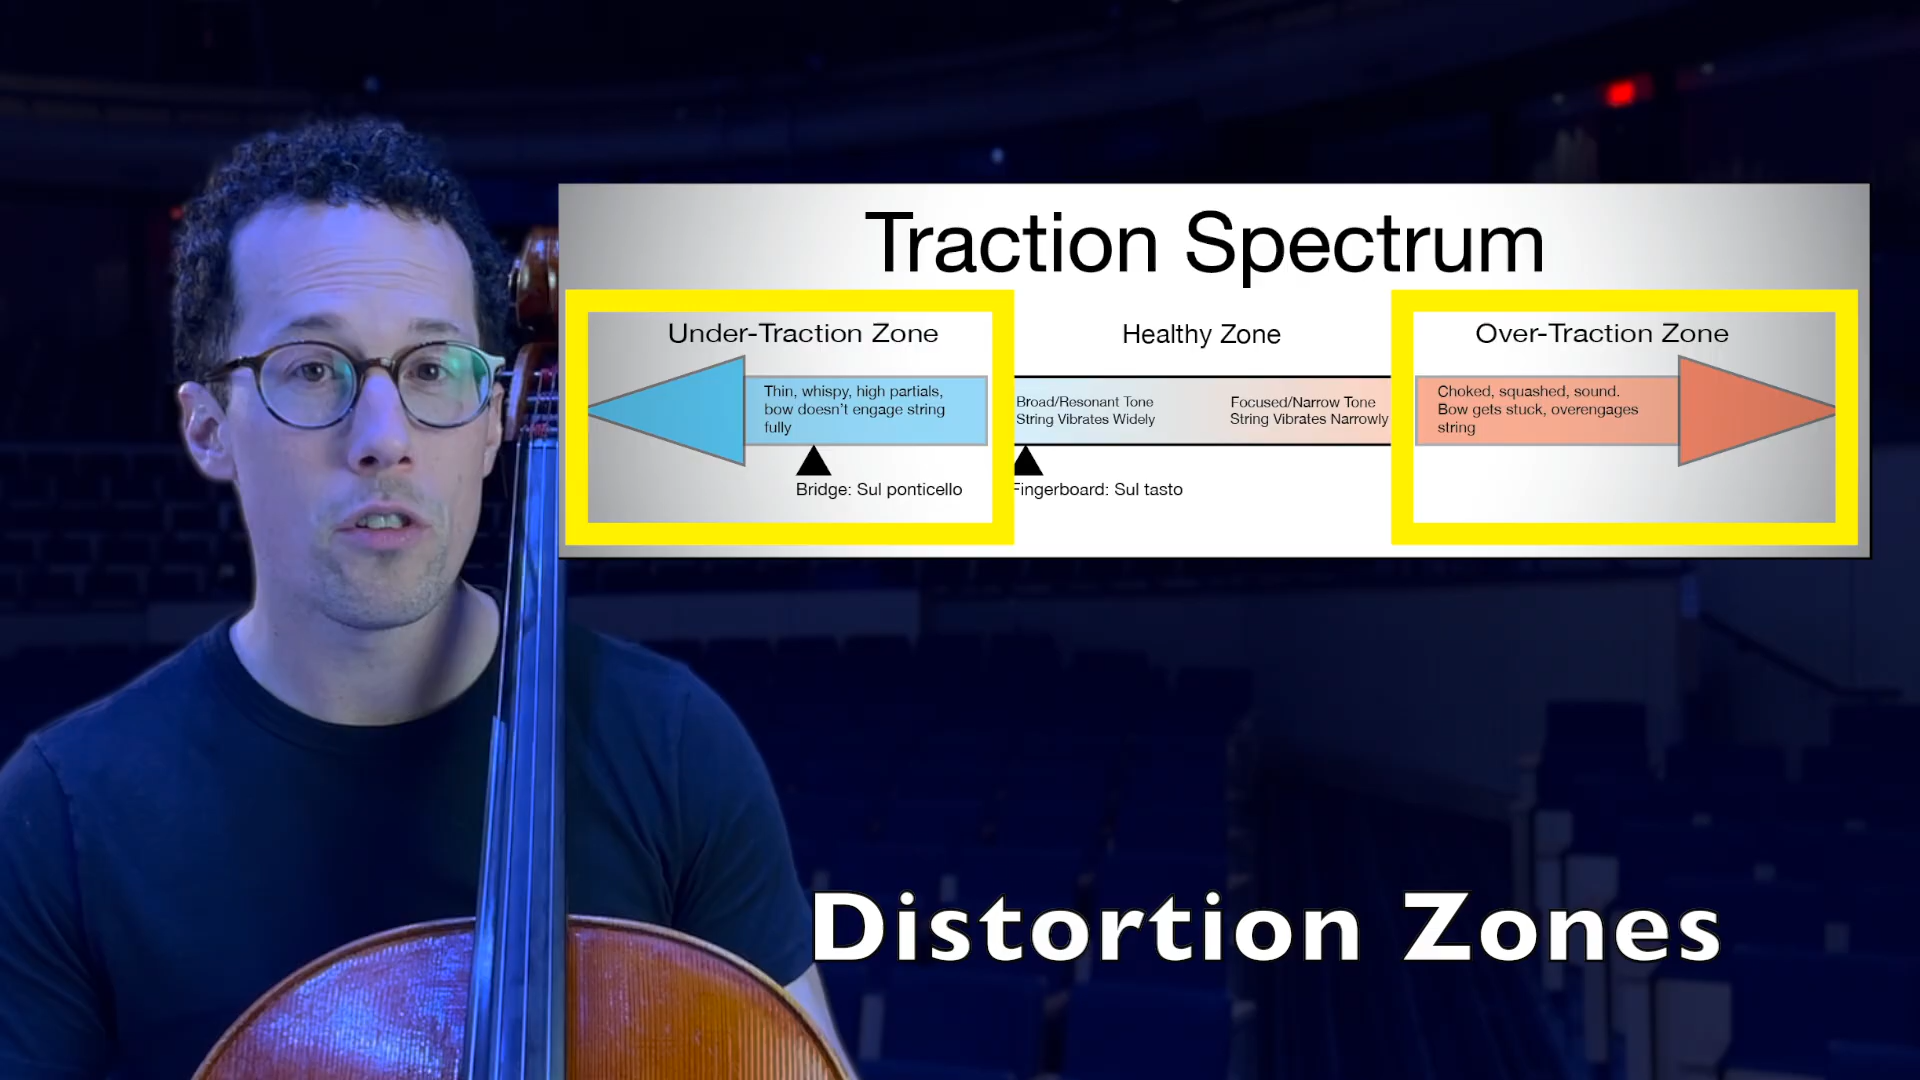 Traction Spectrum
Under-Traction Zone
Healthy Zone
Over-Traction Zone
Thin, whispy, high partials,
bow doesn't engage string
fully
Broad/Resonant Tone
String Vibrates Widely
Focused/Narrow Tone
String Vibrates Narrowly
Choked, squashed, sound.
Bow gets stuck, overengages
string
Bridge: Sul ponticello
Fingerboard: Sul tasto
Distortion Zones